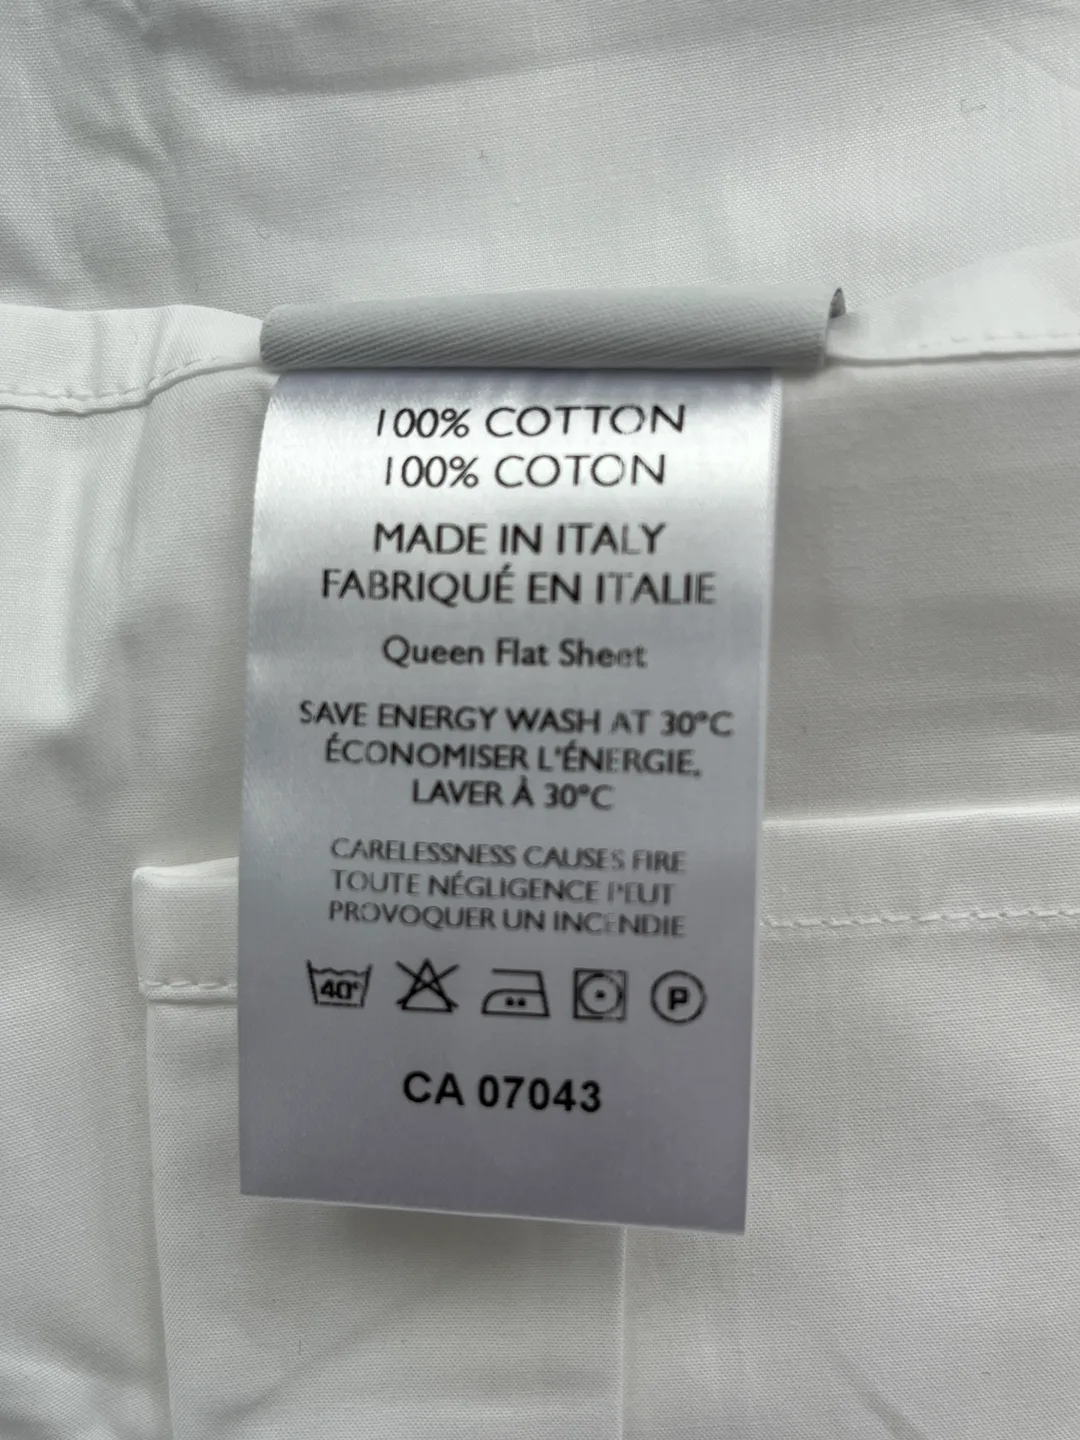 100% COTTON
100% COTON
MADE IN ITALY
FABRIQUÉ EN ITALIE
Queen Flat Sheet
SAVE ENERGY WASH AT 30°C
ÉCONOMISER L'ÉNERGIE,
LAVER À 30°C
CARELESSNESS CAUSES FIRE
TOUTE NÉGLIGENCE PEUT
PROVOQUER UN INCENDIE
40° P
CA 07043